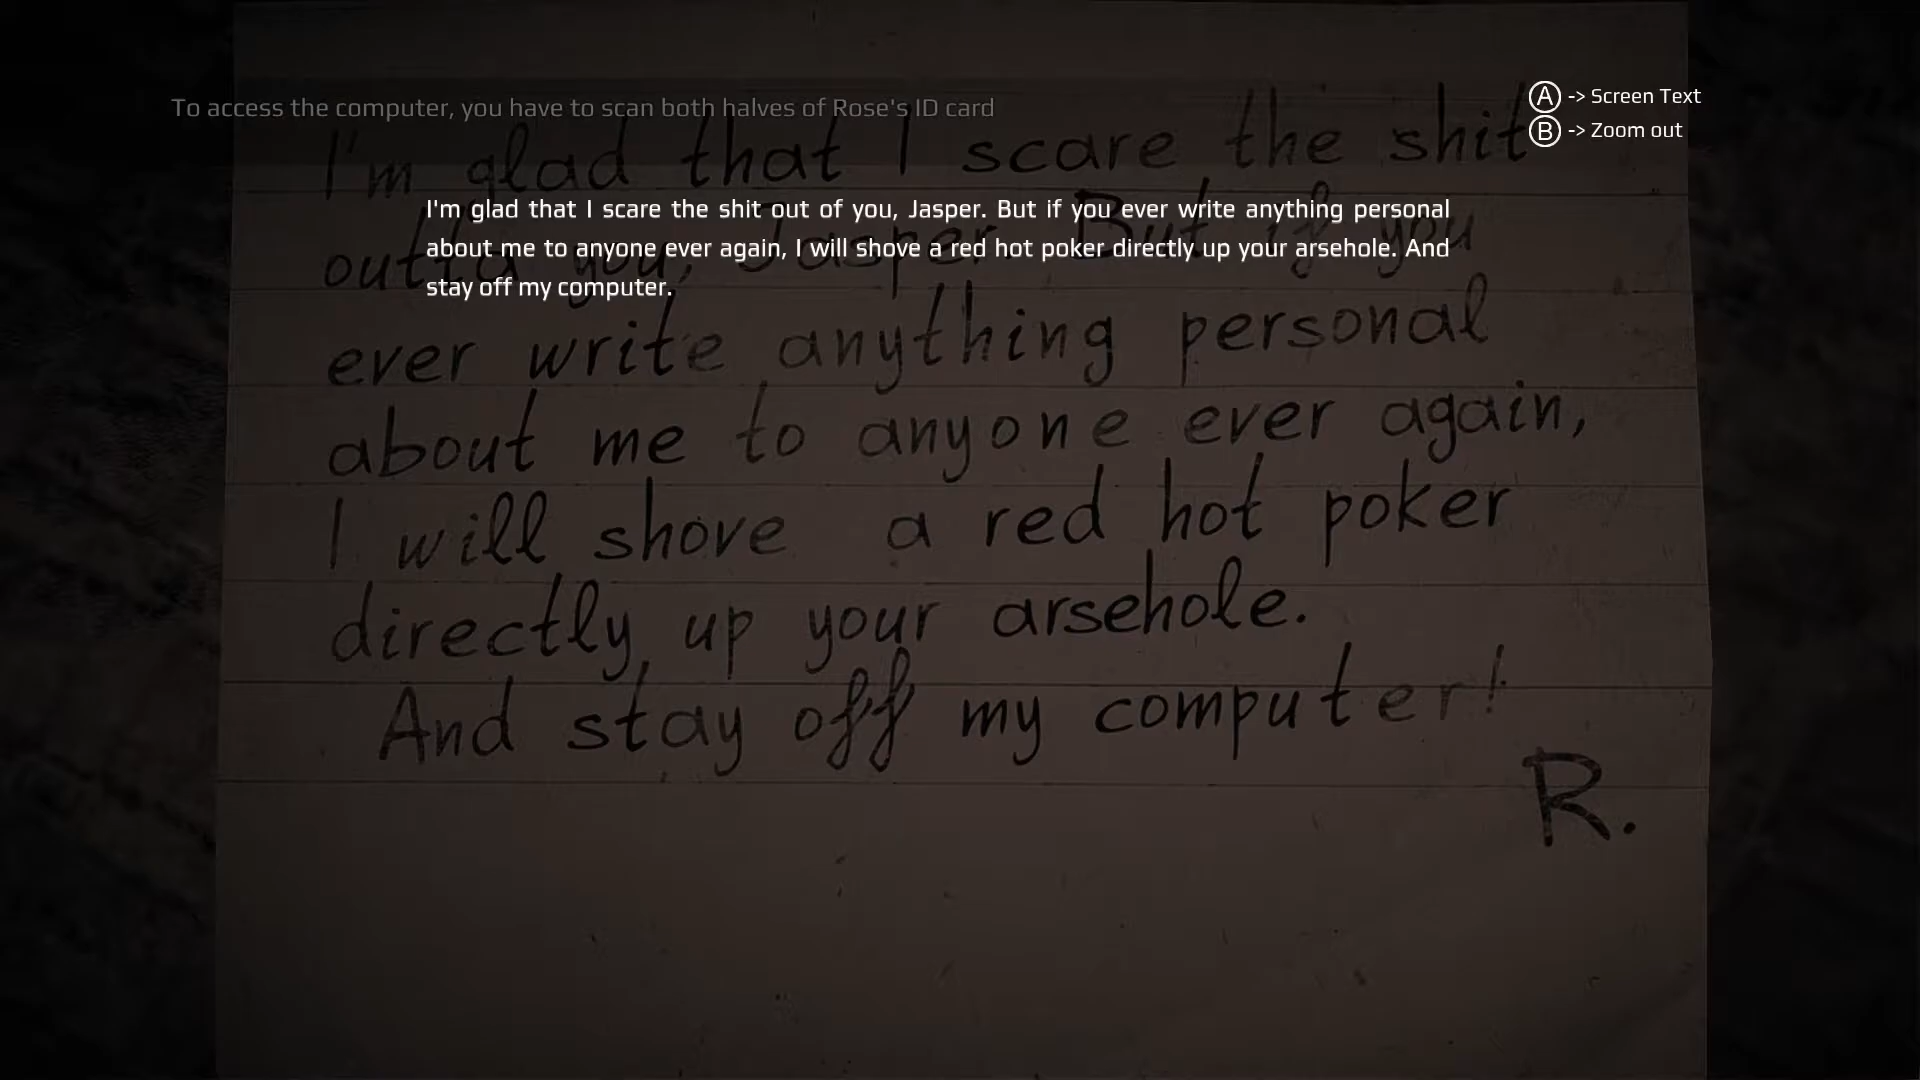 To access the computer, you have to scan both halves of Rose's ID card
Ⓐ -> Screen Text
Ⓑ -> Zoom out
I'm glad that I scare the shit out of you, Jasper. But if you ever write anything personal
about me to anyone ever again, I will shove a red hot poker directly up your arsehole. And
stay off my computer.
I'm glad that I scare the shit
outta you, Jasper. But if you
ever write anything personal
about me to anyone ever again,
I will shove a red hot poker
directly up your arsehole.
And stay off my computer!
R.